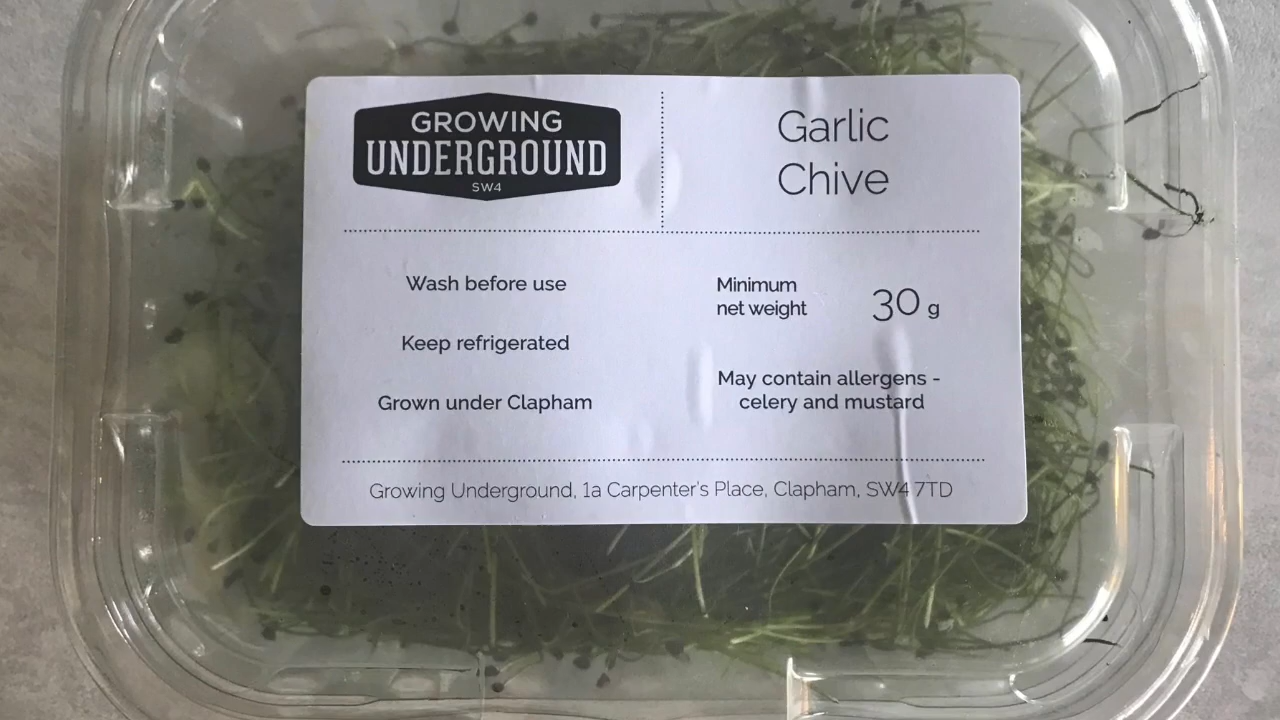 GROWING
UNDERGROUND
SW4
Garlic
Chive
Wash before use
Keep refrigerated
Grown under Clapham
Minimum
net weight
30 g
May contain allergens -
celery and mustard
Growing Underground, 1a Carpenter's Place, Clapham, SW4 7TD